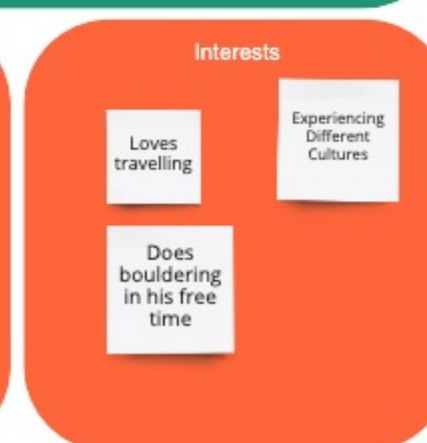 Interests
Loves
travelling
Experiencing
Different
Cultures
Does
bouldering
in his free
time